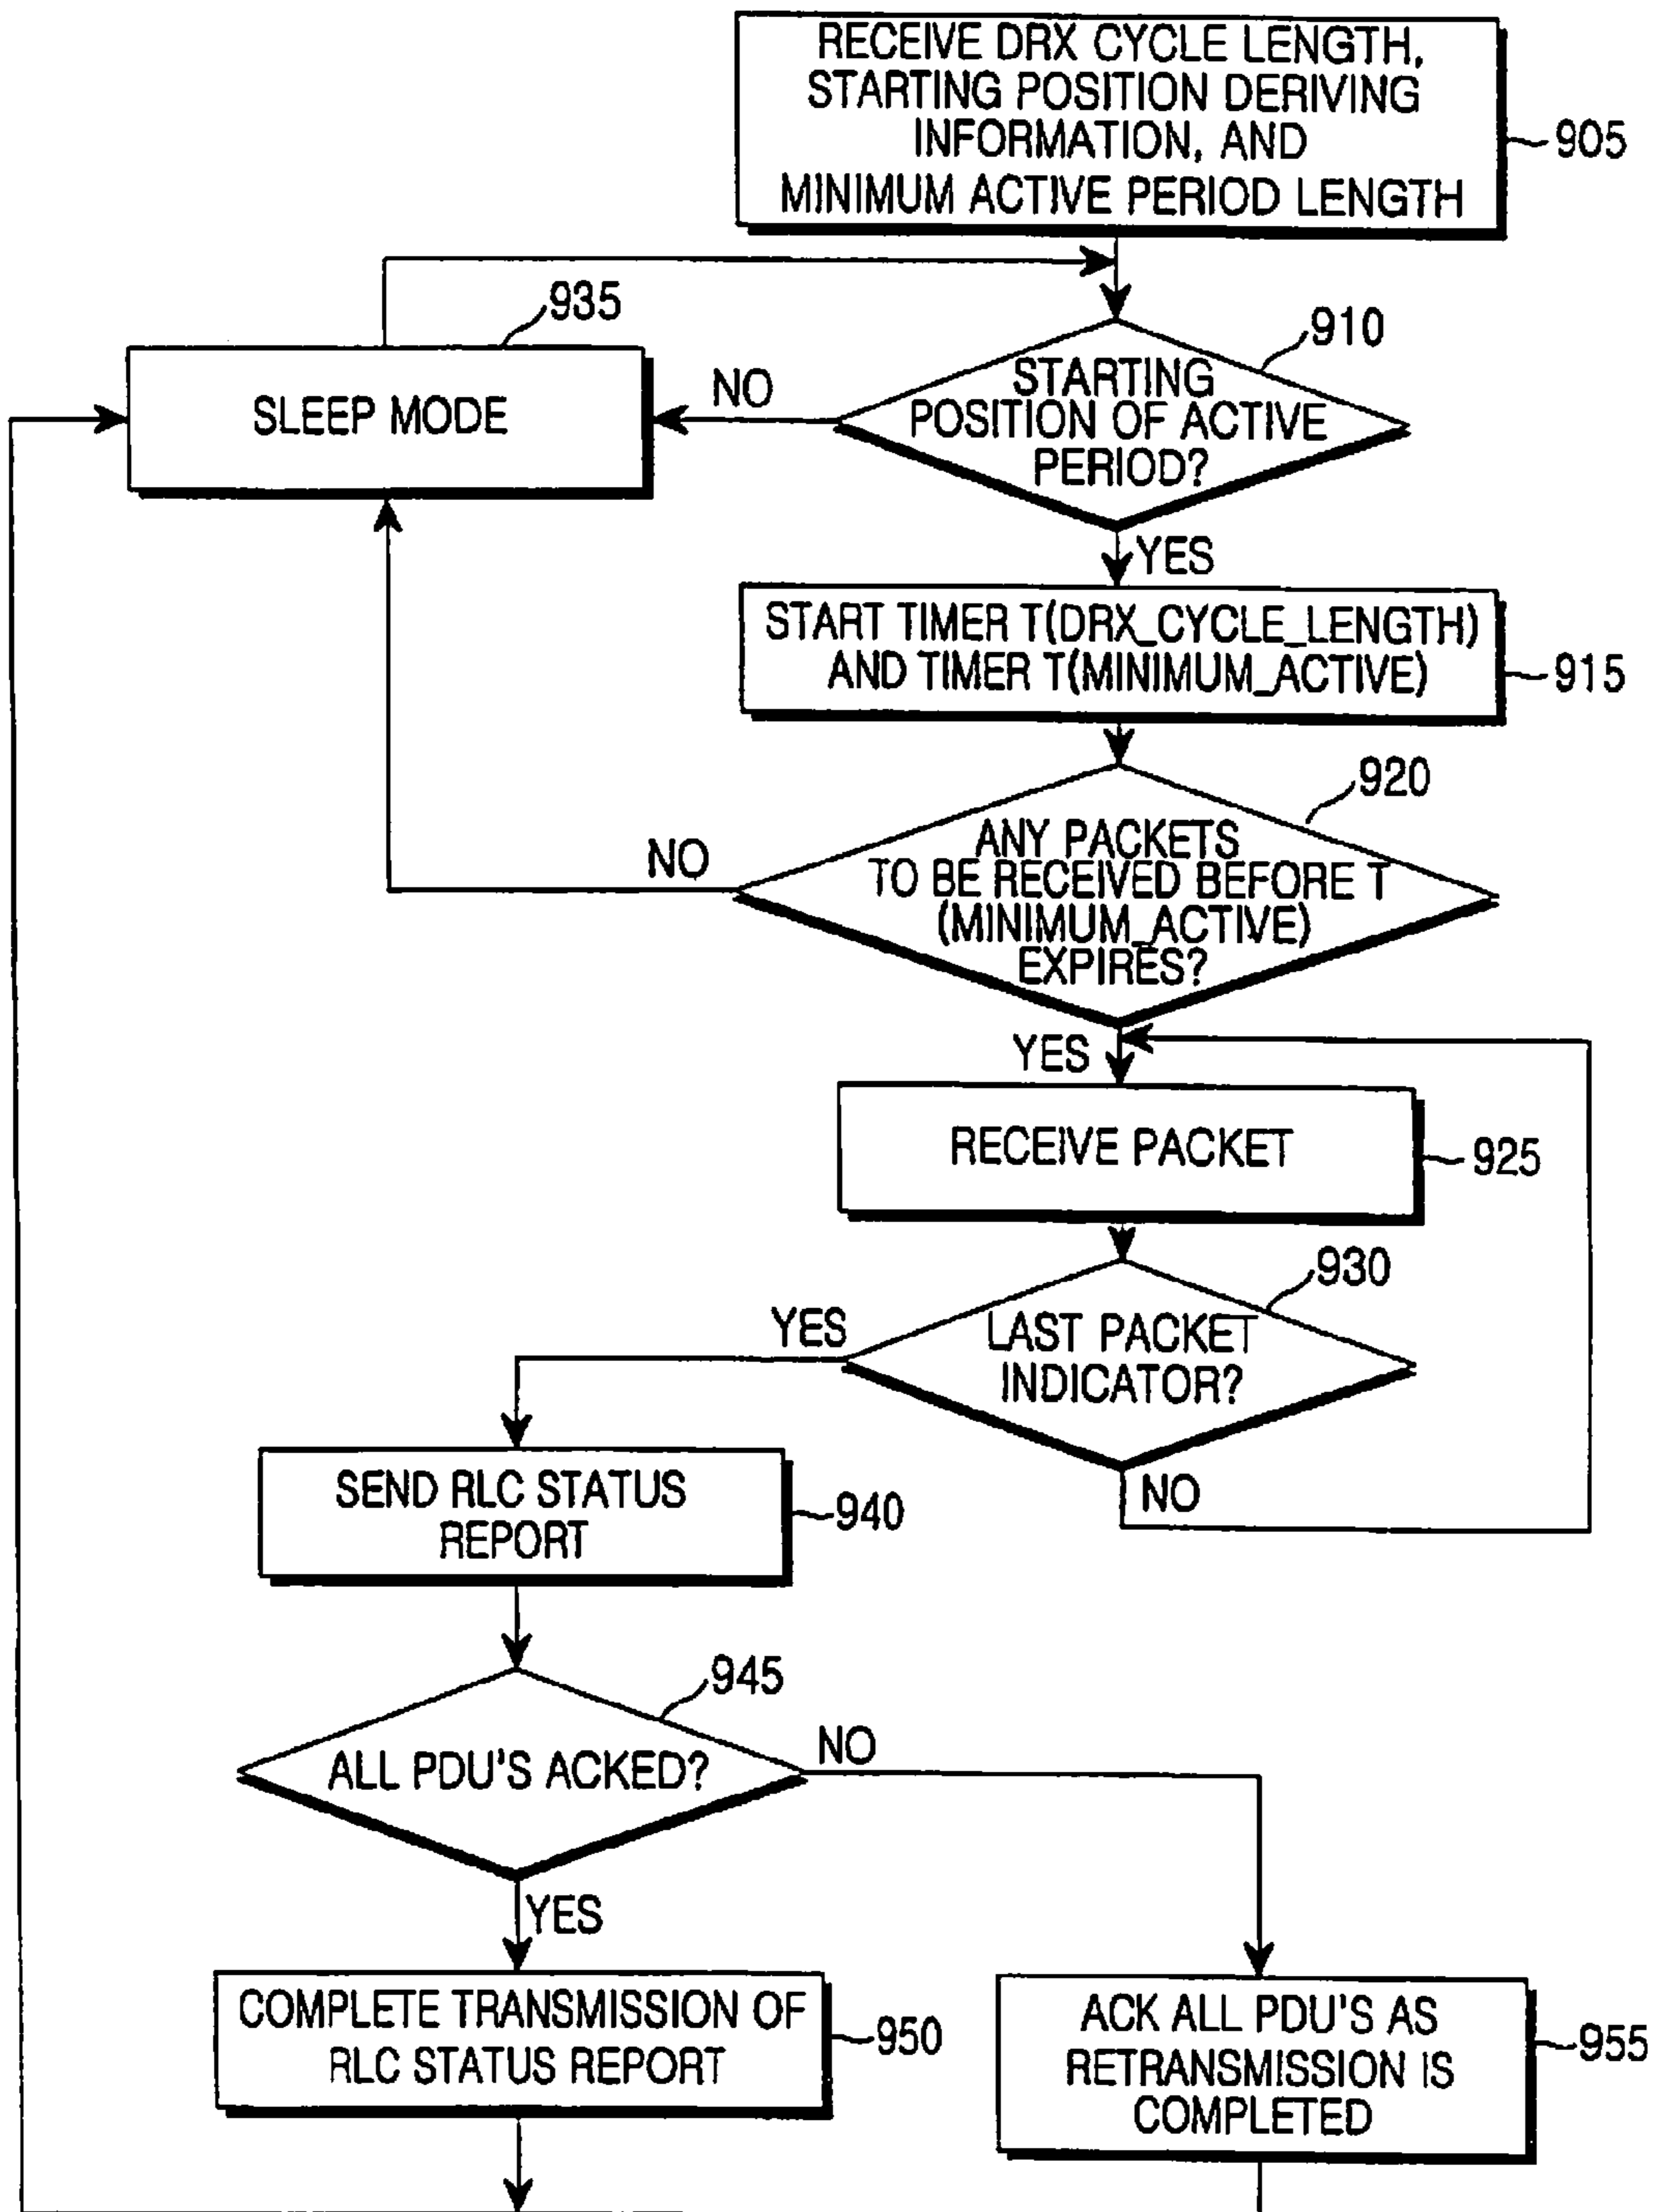 RECEIVE DRX CYCLE LENGTH,
STARTING POSITION DERIVING
INFORMATION, AND
MINIMUM ACTIVE PERIOD LENGTH
905
935
SLEEP MODE
NO
910
STARTING
POSITION OF ACTIVE
PERIOD?
YES
START TIMER T(DRX_CYCLE_LENGTH)
AND TIMER T(MINIMUM_ACTIVE)
915
920
NO
ANY PACKETS
TO BE RECEIVED BEFORE T
(MINIMUM_ACTIVE)
EXPIRES?
YES
RECEIVE PACKET
925
930
YES
LAST PACKET
INDICATOR?
NO
SEND RLC STATUS
REPORT
940
945
ALL PDU'S ACKED?
NO
YES
COMPLETE TRANSMISSION OF
RLC STATUS REPORT
950
ACK ALL PDU'S AS
RETRANSMISSION IS
COMPLETED
955